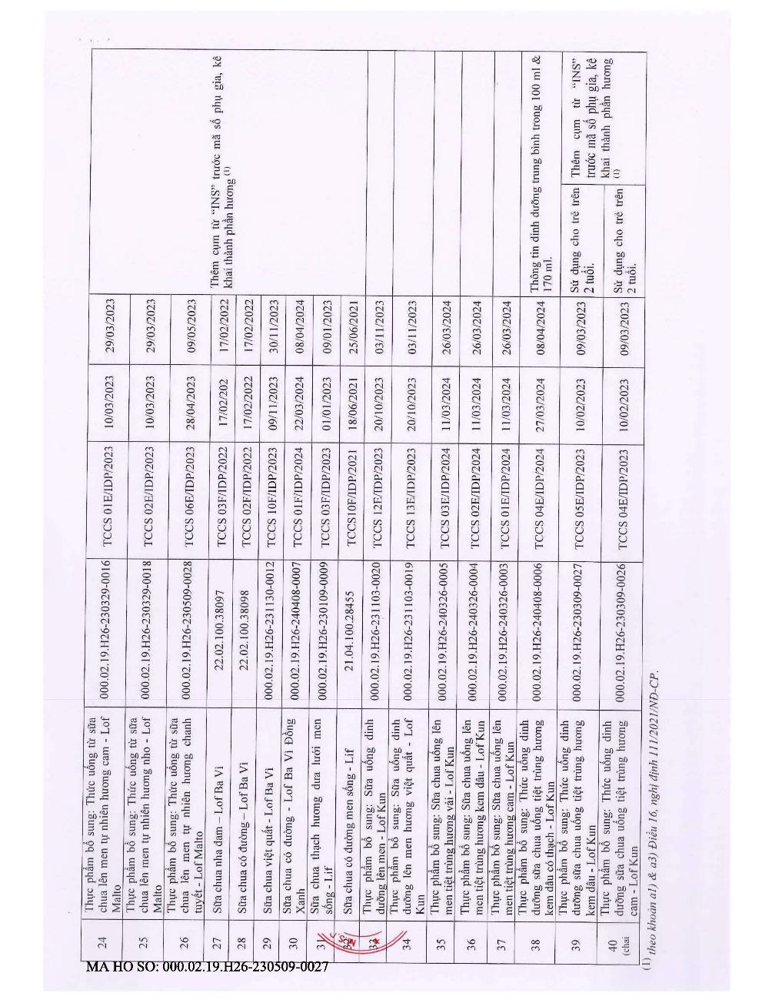 24
Thực phẩm bổ sung: Thức uống từ sữa
chua lên men tự nhiên hương cam - Lof
Malto
000.02.19.H26-230329-0016
TCCS 01E/IDP/2023
10/03/2023
29/03/2023
25
Thực phẩm bổ sung: Thức uống từ sữa
chua lên men tự nhiên hương nho - Lof
Malto
000.02.19.H26-230329-0018
TCCS 02E/IDP/2023
10/03/2023
29/03/2023
26
Thực phẩm bổ sung: Thức uống từ sữa
chua lên men tự nhiên hương chanh
tuyết - Lof Malto
000.02.19.H26-230509-0028
TCCS 06E/IDP/2023
28/04/2023
09/05/2023
27
Sữa chua nha đam – Lof Ba Vì
22.02.100.38097
TCCS 03F/IDP/2022
17/02/202
17/02/2022
Thêm cụm từ “INS” trước mã số phụ gia, kê
khai thành phần hương (1)
28
Sữa chua có đường – Lof Ba Vì
22.02.100.38098
TCCS 02F/IDP/2022
17/02/2022
17/02/2022
29
Sữa chua việt quất - Lof Ba Vì
000.02.19.H26-231130-0012
TCCS 10F/IDP/2023
09/11/2023
30/11/2023
30
Sữa chua có đường - Lof Ba Vì Đồng
Xanh
000.02.19.H26-240408-0007
TCCS 01F/IDP/2024
22/03/2024
08/04/2024
31
Sữa chua thạch hương dưa lưới men
sống - Lif
000.02.19.H26-230109-0009
TCCS 03F/IDP/2023
01/01/2023
09/01/2023
32
Sữa chua có đường men sống - Lif
21.04.100.28455
TCCS10F/IDP/2021
18/06/2021
25/06/2021
33
Thực phẩm bổ sung: Sữa uống dinh
dưỡng lên men - Lof Kun
000.02.19.H26-231103-0020
TCCS 12E/IDP/2023
20/10/2023
03/11/2023
34
Thực phẩm bổ sung: Sữa uống dinh
dưỡng lên men hương việt quất - Lof
Kun
000.02.19.H26-231103-0019
TCCS 13E/IDP/2023
20/10/2023
03/11/2023
35
Thực phẩm bổ sung: Sữa chua uống lên
men tiệt trùng hương vải - Lof Kun
000.02.19.H26-240326-0005
TCCS 03E/IDP/2024
11/03/2024
26/03/2024
36
Thực phẩm bổ sung: Sữa chua uống lên
men tiệt trùng hương kem dâu - Lof Kun
000.02.19.H26-240326-0004
TCCS 02E/IDP/2024
11/03/2024
26/03/2024
37
Thực phẩm bổ sung: Sữa chua uống lên
men tiệt trùng hương cam - Lof Kun
000.02.19.H26-240326-0003
TCCS 01E/IDP/2024
11/03/2024
26/03/2024
38
Thực phẩm bổ sung: Thức uống dinh
dưỡng sữa chua uống tiệt trùng hương
kem dâu có thạch - Lof Kun
000.02.19.H26-240408-0006
TCCS 04E/IDP/2024
27/03/2024
08/04/2024
Thông tin dinh dưỡng trung bình trong 100 ml &
170 ml.
39
Thực phẩm bổ sung: Thức uống dinh
dưỡng sữa chua uống tiệt trùng hương
kem dâu - Lof Kun
000.02.19.H26-230309-0027
TCCS 05E/IDP/2023
10/02/2023
09/03/2023
Sử dụng cho trẻ trên
2 tuổi.
Thêm cụm từ “INS”
trước mã số phụ gia, kê
khai thành phần hương
(1)
40
(chai
Thực phẩm bổ sung: Thức uống dinh
dưỡng sữa chua uống tiệt trùng hương
cam - Lof Kun
000.02.19.H26-230309-0026
TCCS 04E/IDP/2023
10/02/2023
09/03/2023
Sử dụng cho trẻ trên
2 tuổi.
(1) theo khoản a1) & a3) Điều 16, nghị định 111/2021/NĐ-CP.
M.S.
MA HO SO: 000.02.19.H26-230509-0027